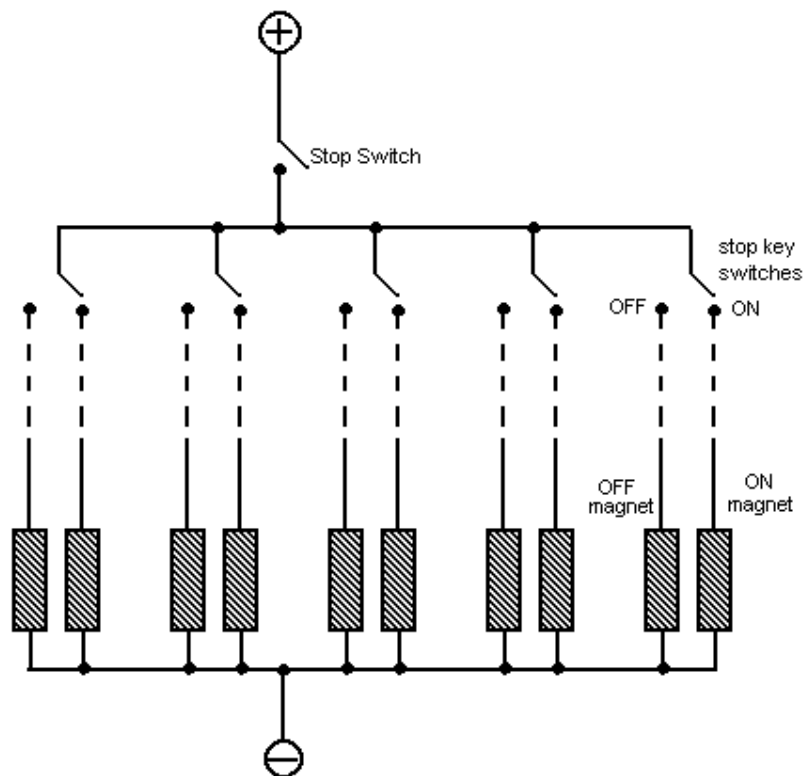 Stop Switch
stop key
switches
OFF
ON
OFF
magnet
ON
magnet